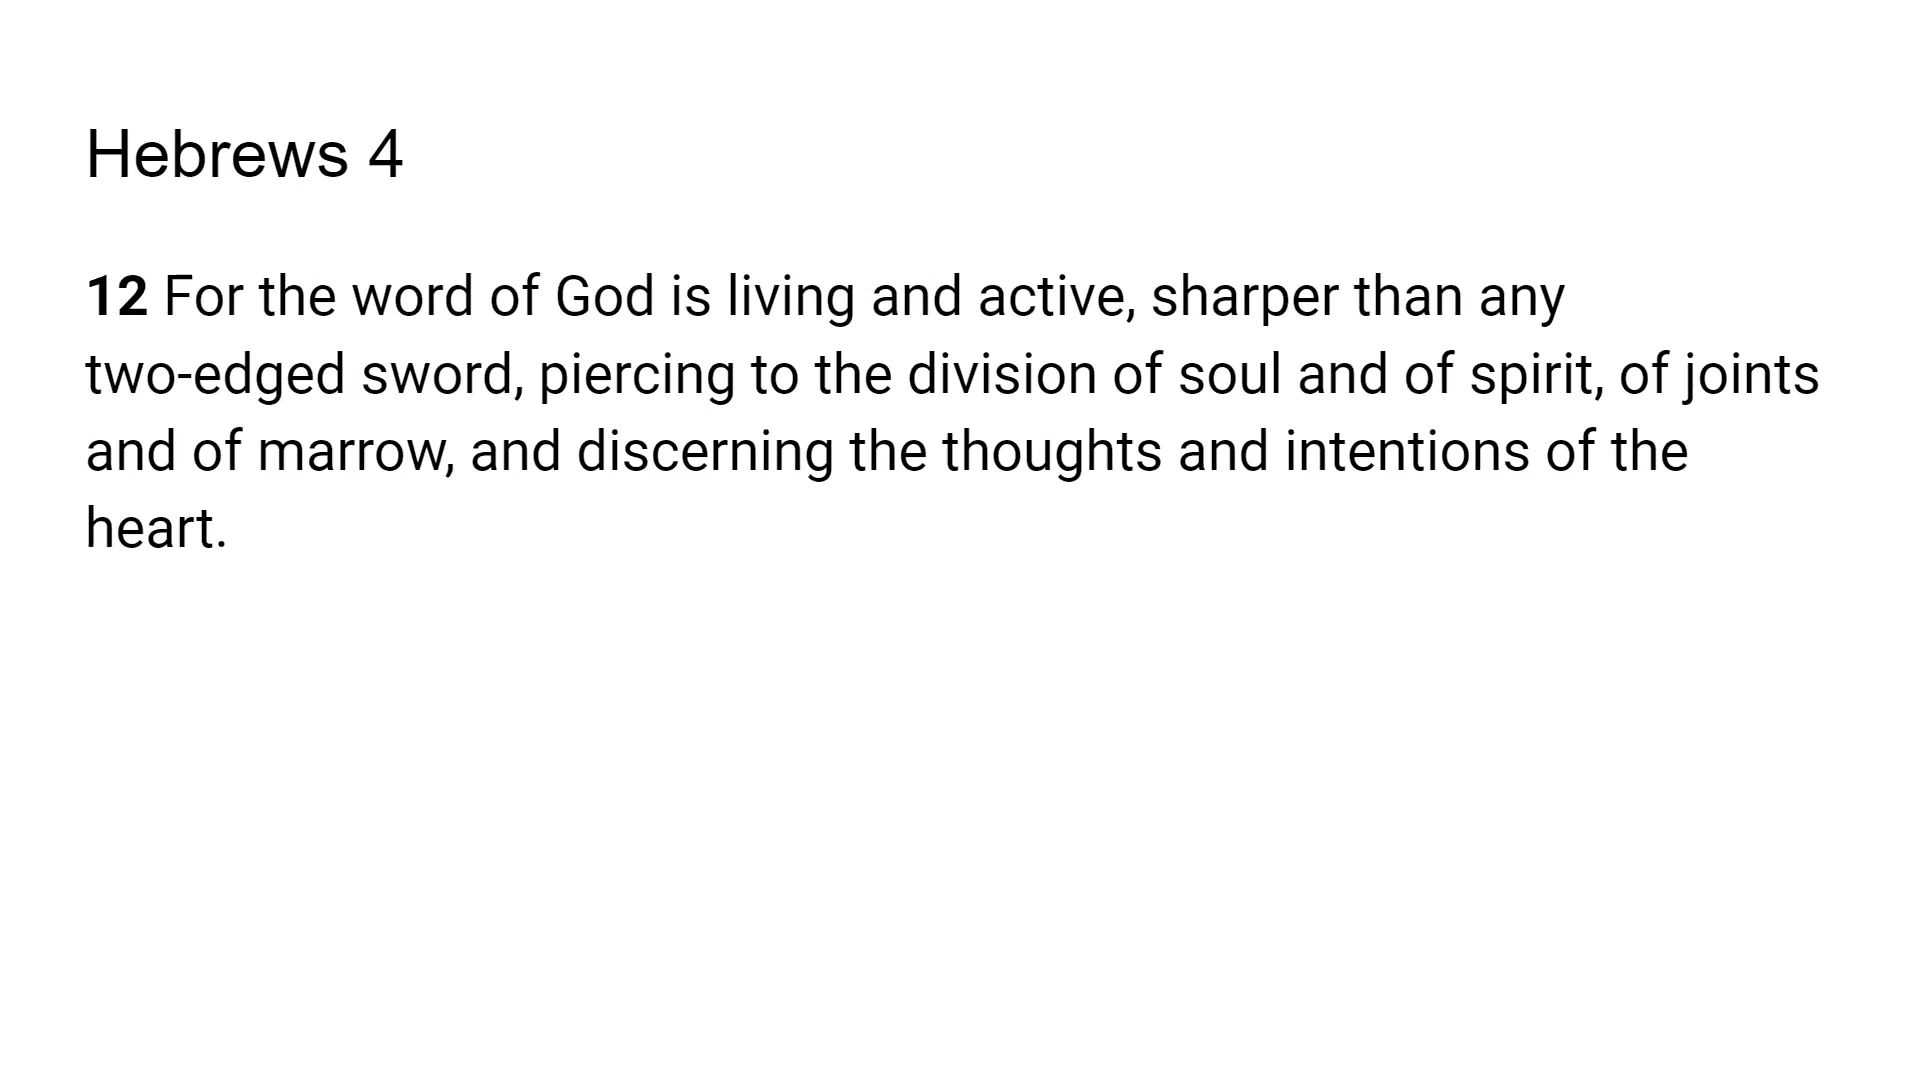 Hebrews 4
12 For the word of God is living and active, sharper than any
two-edged sword, piercing to the division of soul and of spirit, of joints
and of marrow, and discerning the thoughts and intentions of the
heart.